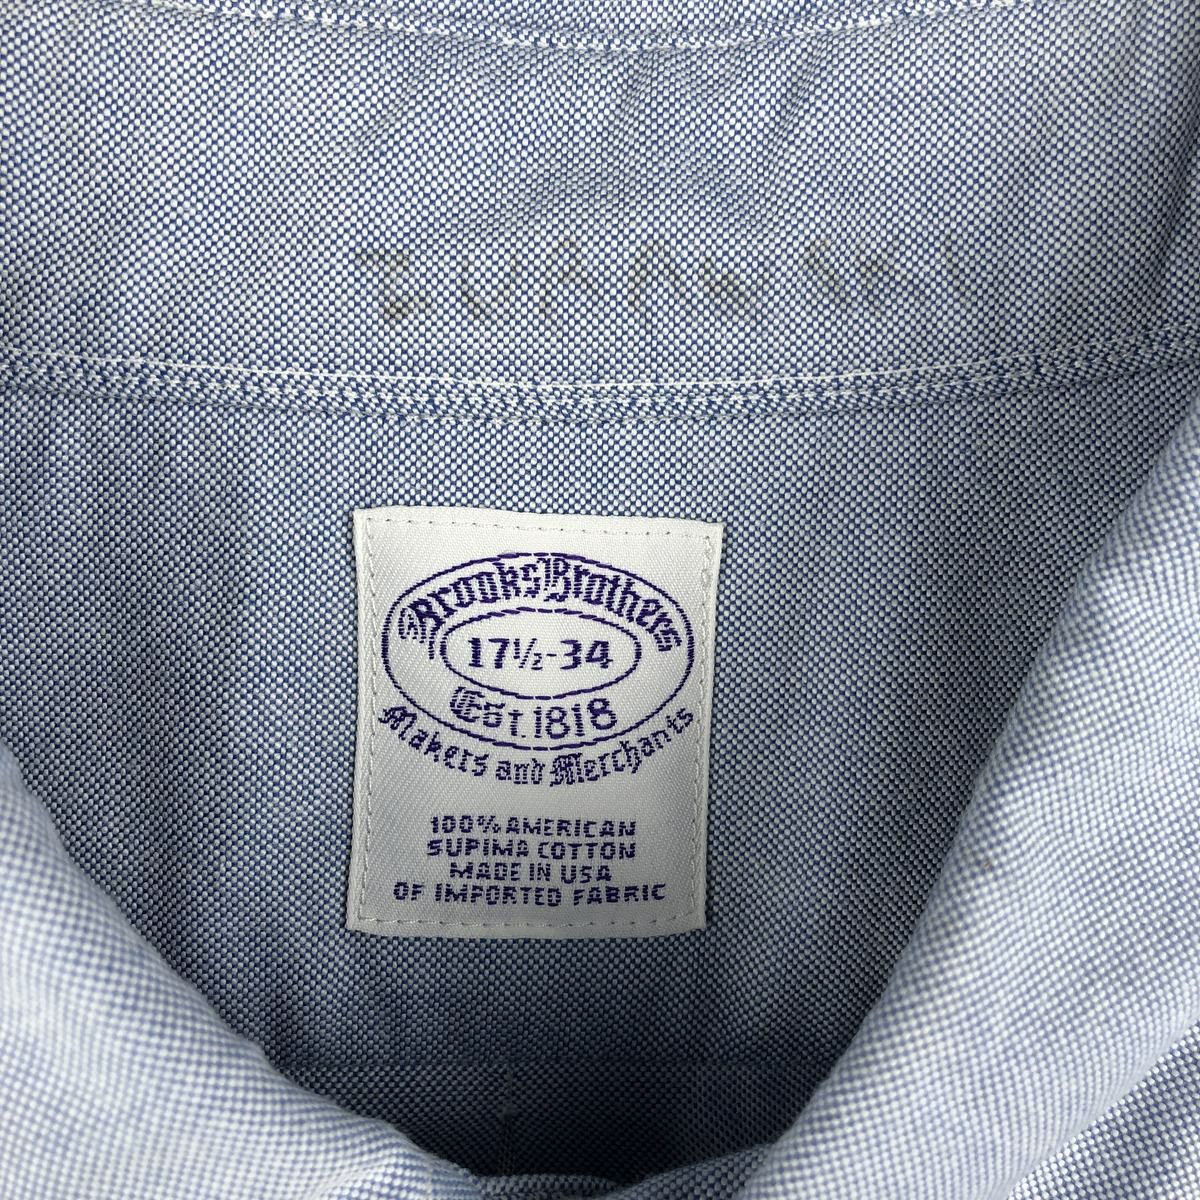 Brooks Brothers
17½-34
Est. 1818
Makers and Merchants
100% AMERICAN
SUPIMA COTTON
MADE IN USA
OF IMPORTED FABRIC